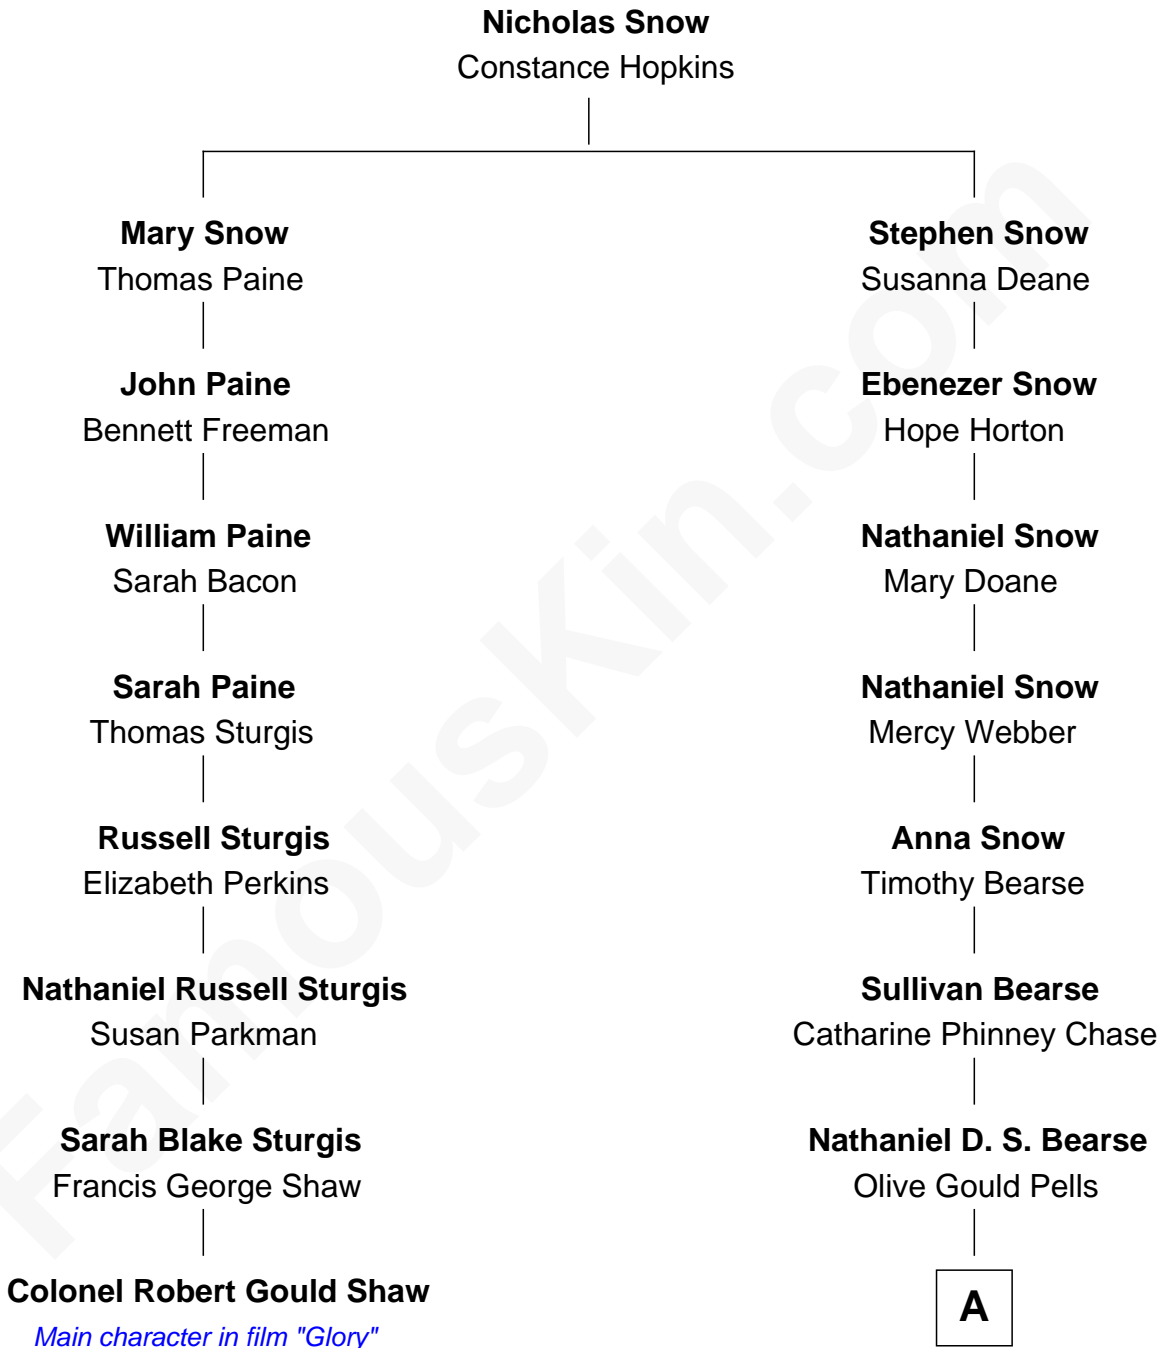 Nicholas Snow
Constance Hopkins
Mary Snow
Thomas Paine
Stephen Snow
Susanna Deane
John Paine
Bennett Freeman
Ebenezer Snow
Hope Horton
William Paine
Sarah Bacon
Nathaniel Snow
Mary Doane
Sarah Paine
Thomas Sturgis
Nathaniel Snow
Mercy Webber
Russell Sturgis
Elizabeth Perkins
Anna Snow
Timothy Bearse
Nathaniel Russell Sturgis
Susan Parkman
Sullivan Bearse
Catharine Phinney Chase
Sarah Blake Sturgis
Francis George Shaw
Nathaniel D. S. Bearse
Olive Gould Pells
Colonel Robert Gould Shaw
Main character in film "Glory"
A
FamousKin.com